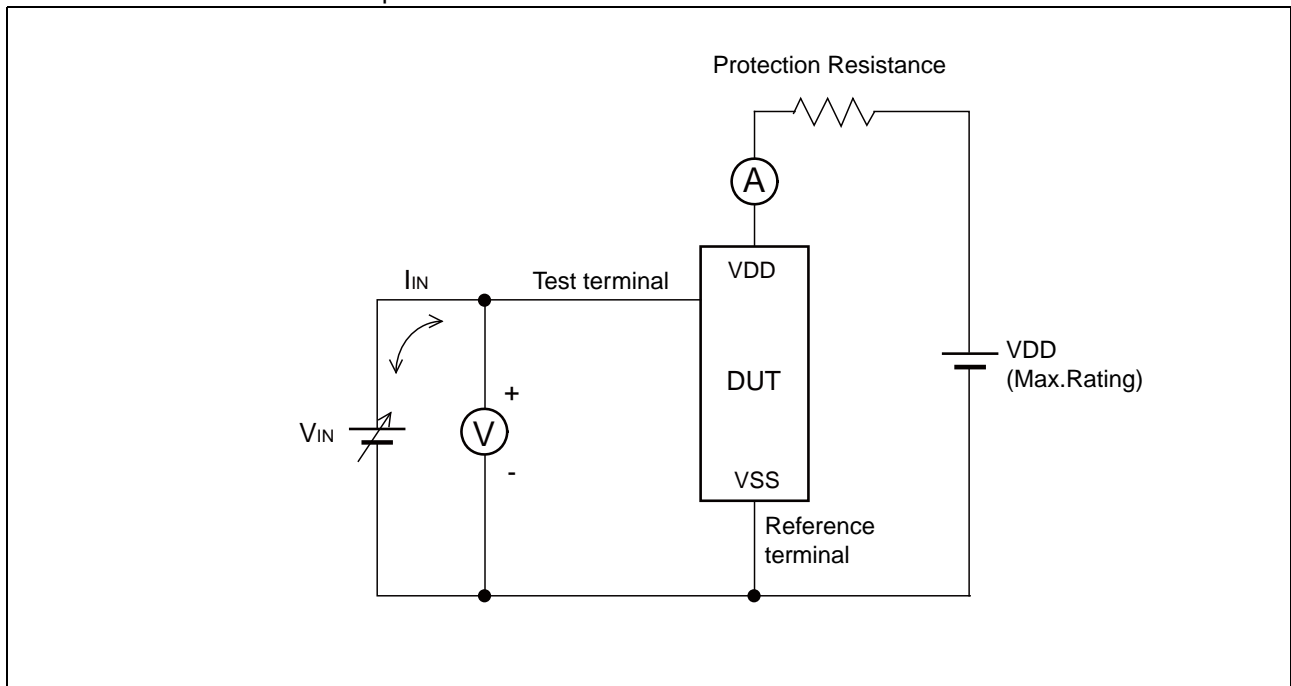 Protection Resistance
A
IIN
Test terminal
VDD
VDD
(Max.Rating)
DUT
+
VIN
V
-
VSS
Reference
terminal